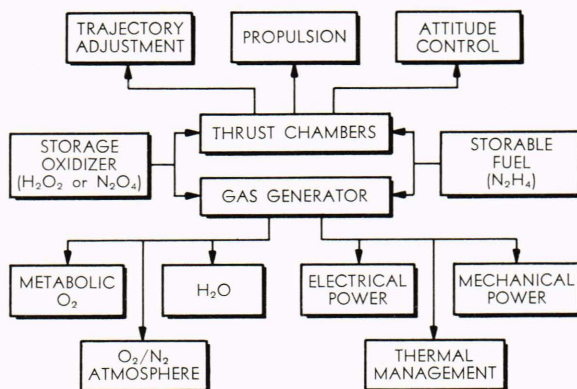 TRAJECTORY
ADJUSTMENT
PROPULSION
ATTITUDE
CONTROL
THRUST CHAMBERS
STORAGE
OXIDIZER
(H₂O₂ or N₂O₄)
STORABLE
FUEL
(N₂H₄)
GAS GENERATOR
METABOLIC
O₂
H₂O
ELECTRICAL
POWER
MECHANICAL
POWER
O₂/N₂
ATMOSPHERE
THERMAL
MANAGEMENT